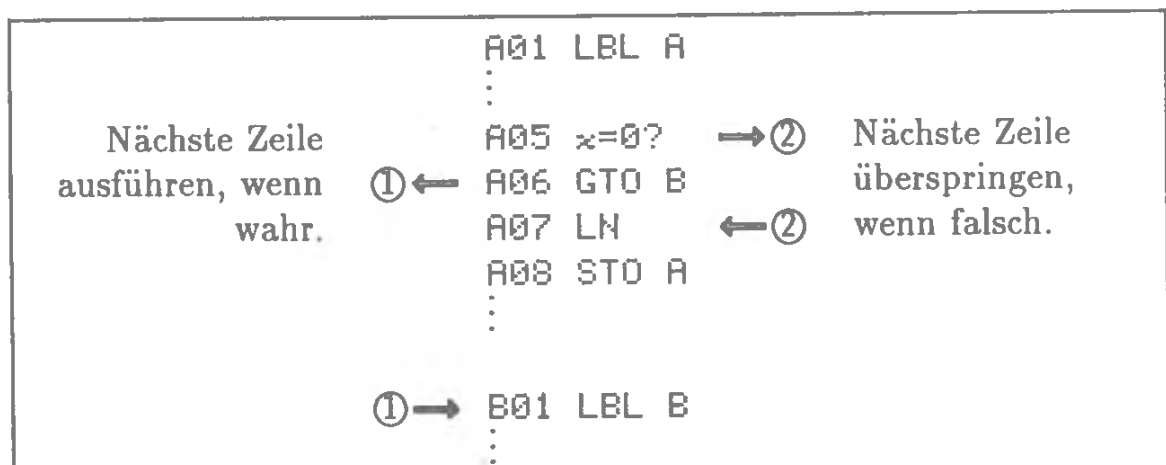 A01 LBL A
⋮
Nächste Zeile A05 x=0? ⟶② Nächste Zeile
ausführen, wenn ①⟵ A06 GTO B überspringen,
wahr. A07 LN ⟵② wenn falsch.
A08 STO A
⋮
①⟶ B01 LBL B
⋮